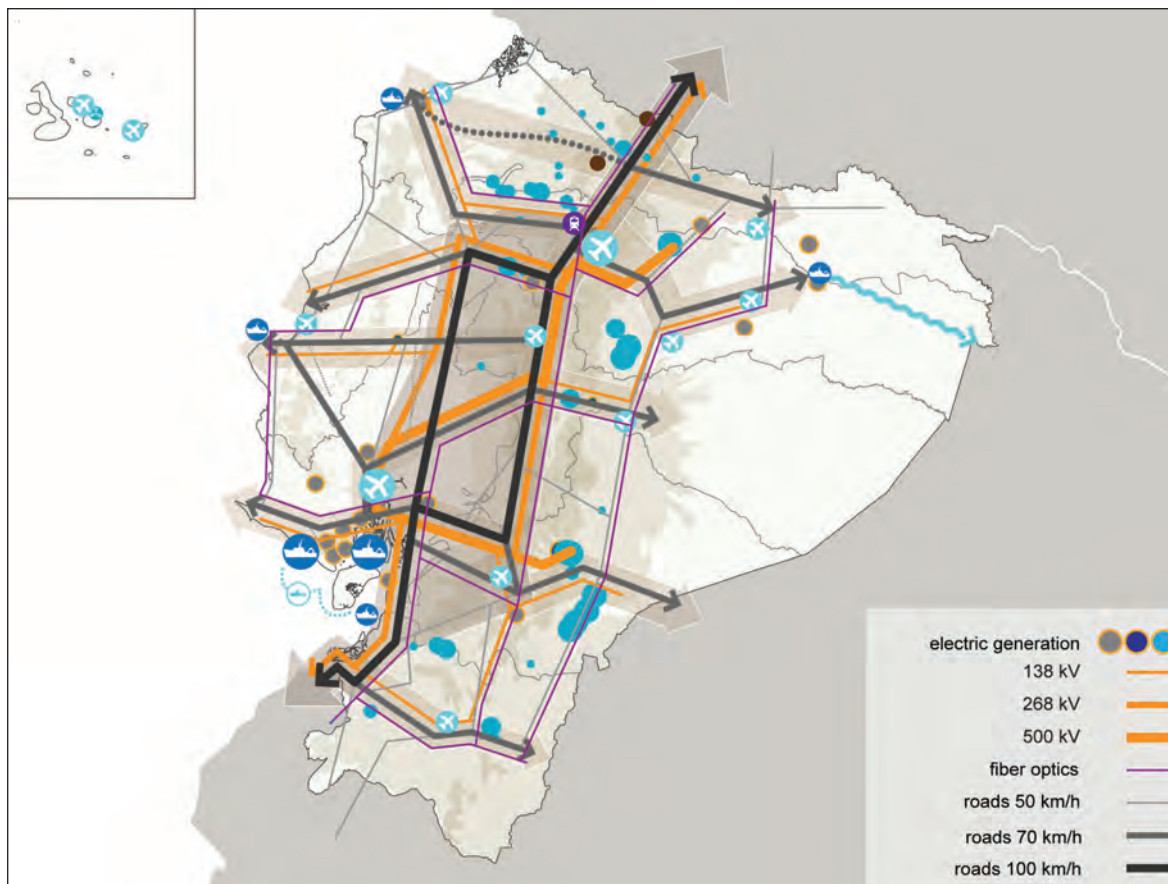 electric generation
138 kV
268 kV
500 kV
fiber optics
roads 50 km/h
roads 70 km/h
roads 100 km/h